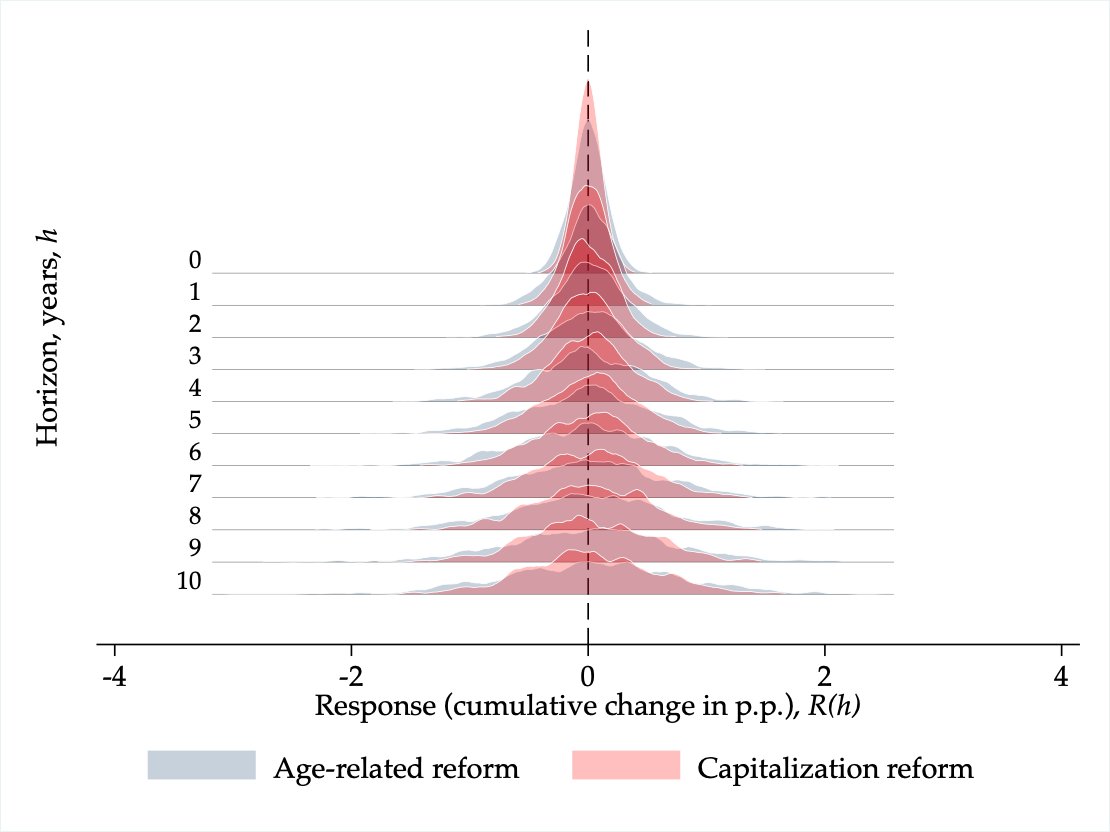 Horizon, years, h
0
1
2
3
4
5
6
7
8
9
10
-4 -2 0 2 4
Response (cumulative change in p.p.), R(h)
Age-related reform Capitalization reform